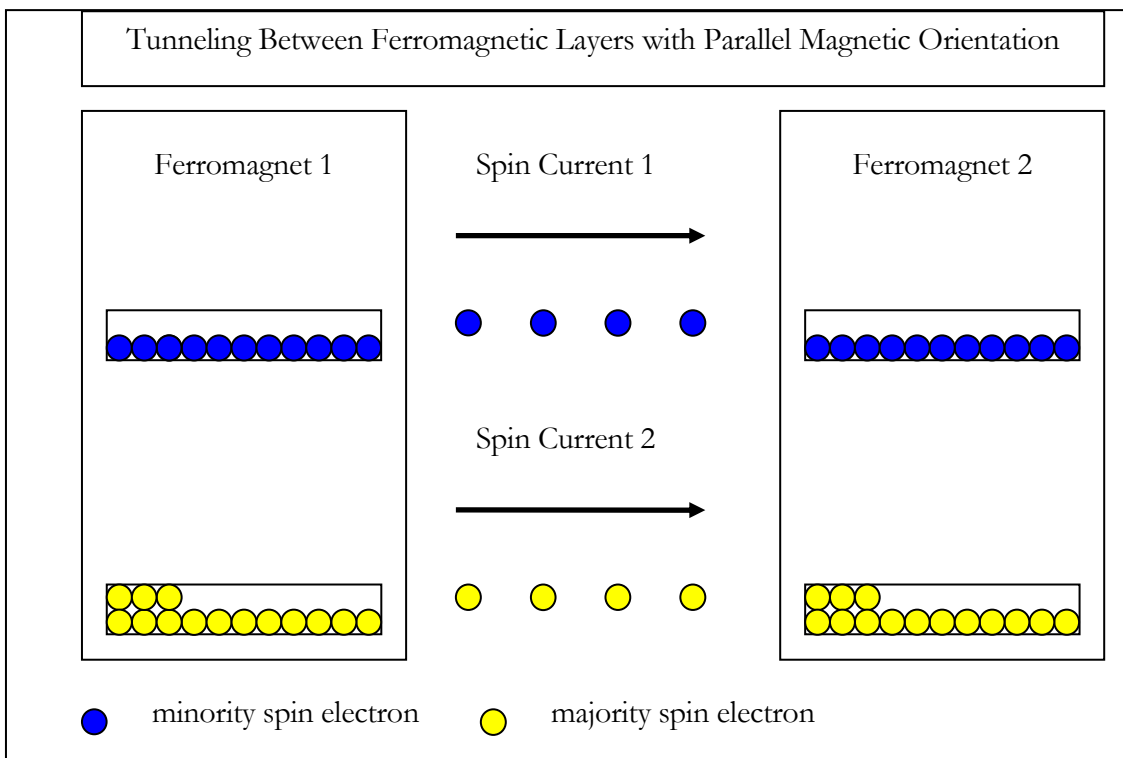 Tunneling Between Ferromagnetic Layers with Parallel Magnetic Orientation
Ferromagnet 1
Spin Current 1
Ferromagnet 2
Spin Current 2
minority spin electron
majority spin electron